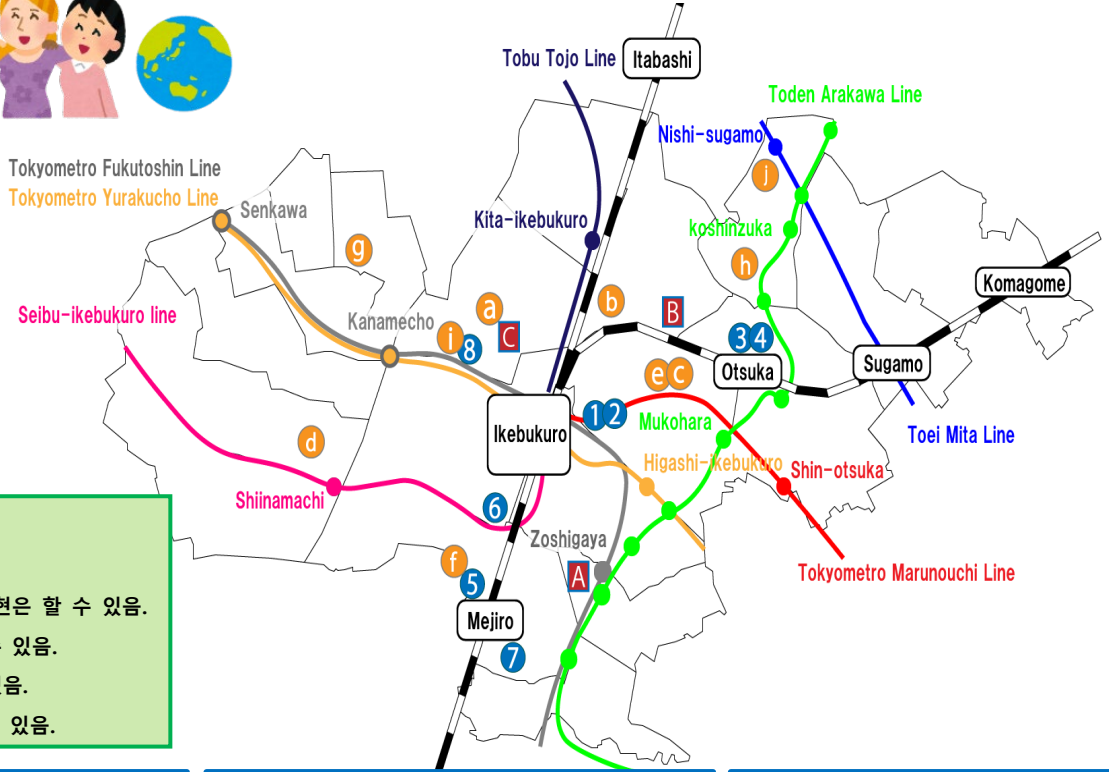 Tobu Tojo Line
Itabashi
Toden Arakawa Line
Nishi-sugamo
j
Tokyometro Fukutoshin Line
Tokyometro Yurakucho Line
Senkawa
Kita-ikebukuro
koshinzuka
g
h
Komagome
Seibu-ikebukuro line
Kanamecho
a
b
B
i
8
C
3 4
Otsuka
Sugamo
e c
Ikebukuro
1 2
Mukohara
Toei Mita Line
d
Higashi-ikebukuro
Shin-otsuka
Shiinamachi
6
Zoshigaya
f
5
A
Tokyometro Marunouchi Line
Mejiro
7
현은 할 수 있음.
있음.
음.
있음.